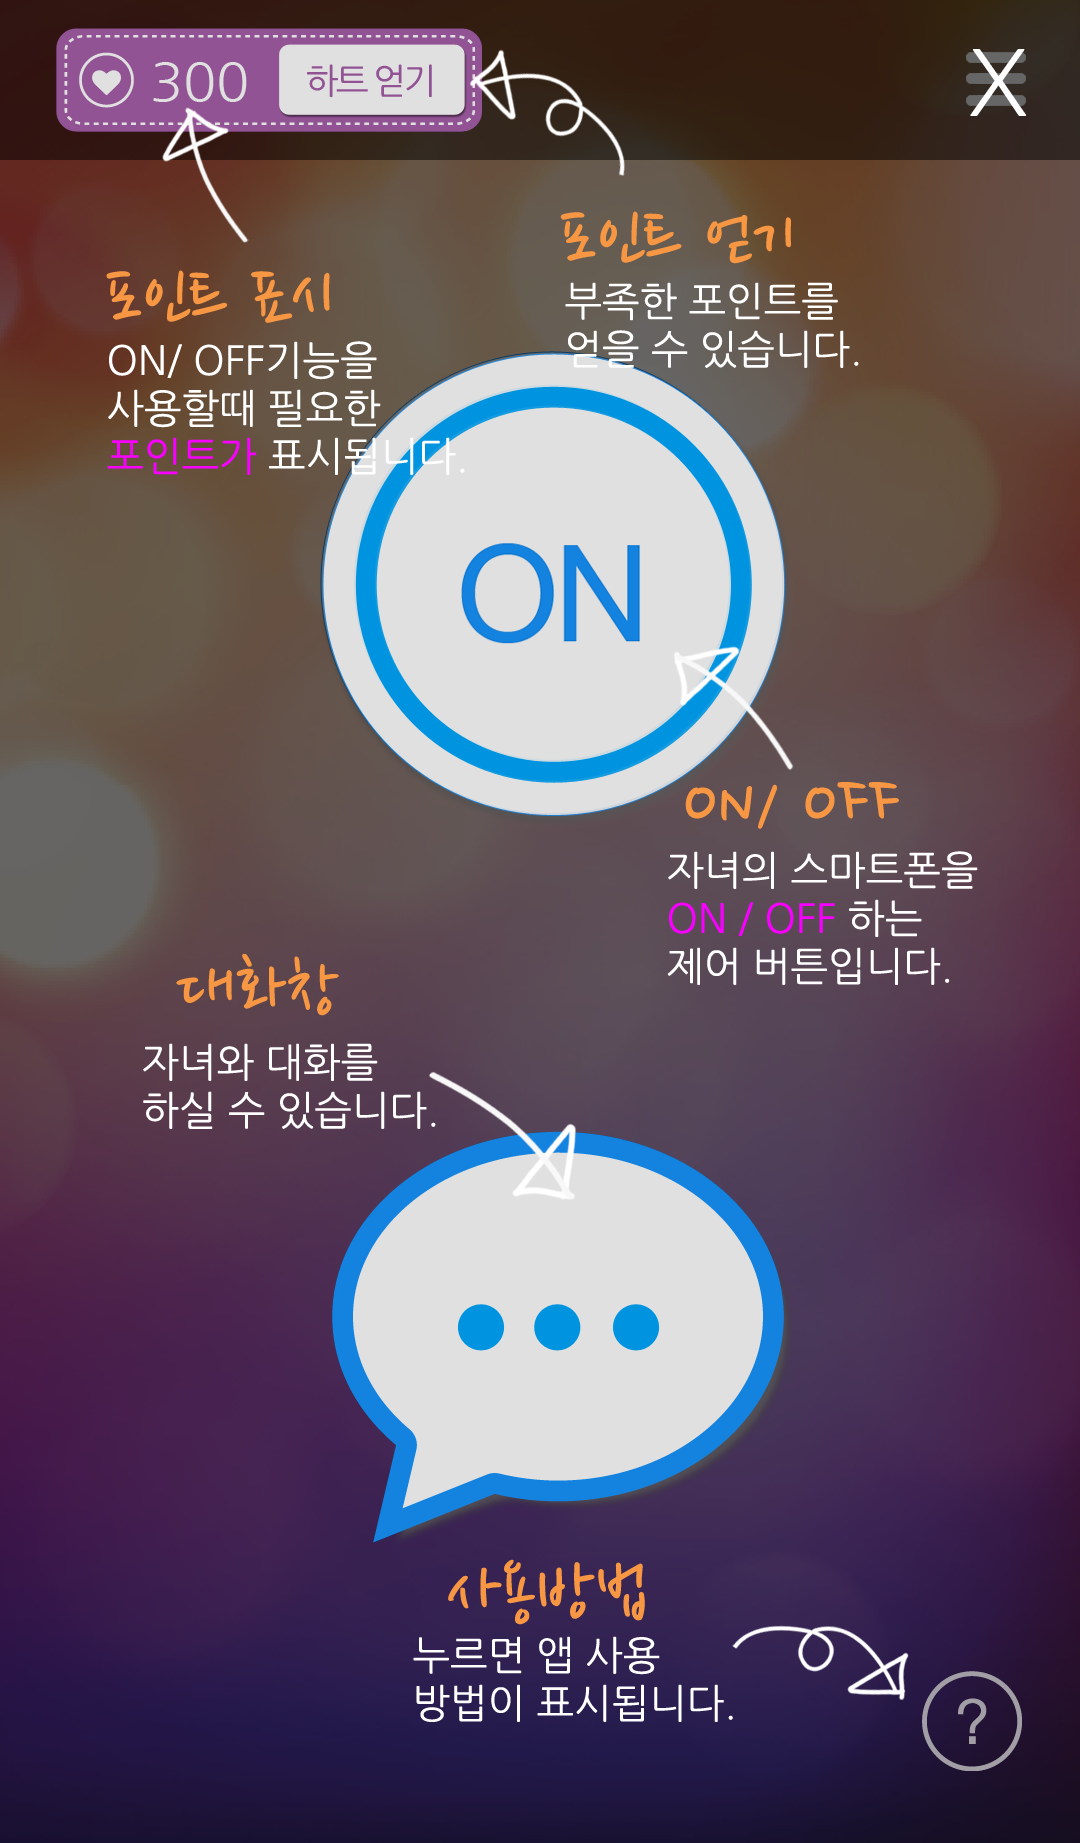 300 하트 얻기
X
포인트 얻기
부족한 포인트를
얻을 수 있습니다.
포인트 표시
ON/ OFF기능을
사용할때 필요한
포인트가 표시됩니다.
ON
ON/ OFF
자녀의 스마트폰을
ON / OFF 하는
제어 버튼입니다.
대화창
자녀와 대화를
하실 수 있습니다.
사용방법
누르면 앱 사용
방법이 표시됩니다.
?